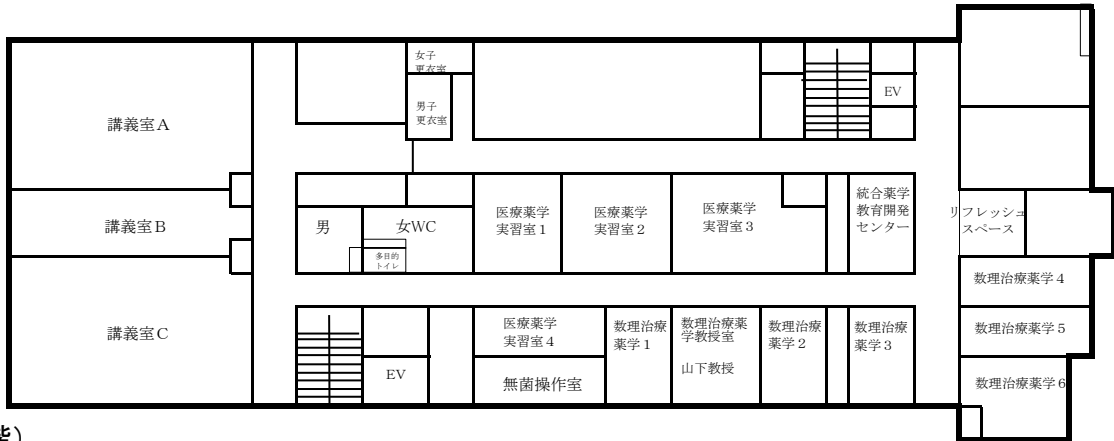 女子
更衣室
男子
更衣室
EV
講義室A
講義室B
講義室C
男
女WC
多目的
トイレ
医療薬学
実習室1
医療薬学
実習室2
医療薬学
実習室3
統合薬学
教育開発
センター
リフレッシュ
スペース
数理治療薬学4
数理治療薬学5
数理治療薬学6
EV
医療薬学
実習室4
無菌操作室
数理治療
薬学1
数理治療薬
学教授室
山下教授
数理治療
薬学2
数理治療
薬学3
階)